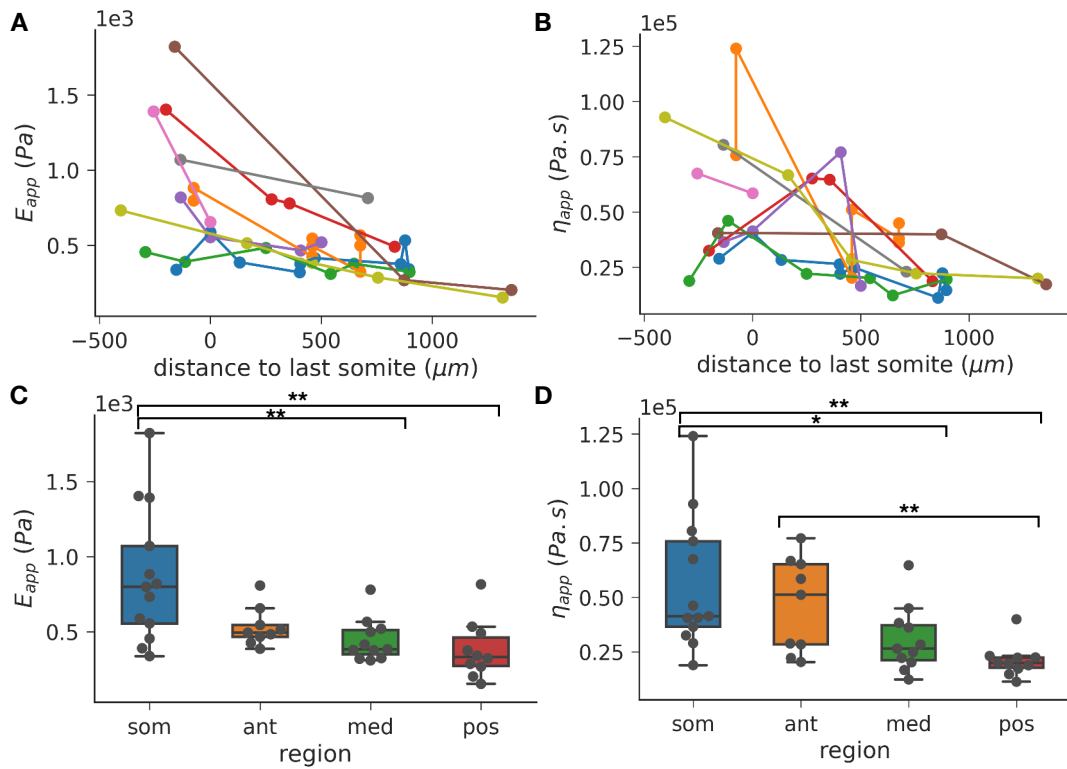 A
1e3
1.5
1.0
0.5
E_app (Pa)
−500
0
500
1000
distance to last somite (μm)
B
1e5
1.25
1.00
0.75
0.50
0.25
η_app (Pa.s)
−500
0
500
1000
distance to last somite (μm)
C
1e3
**
**
1.5
1.0
0.5
E_app (Pa)
som
ant
med
pos
region
D
1e5
**
*
**
1.25
1.00
0.75
0.50
0.25
η_app (Pa.s)
som
ant
med
pos
region